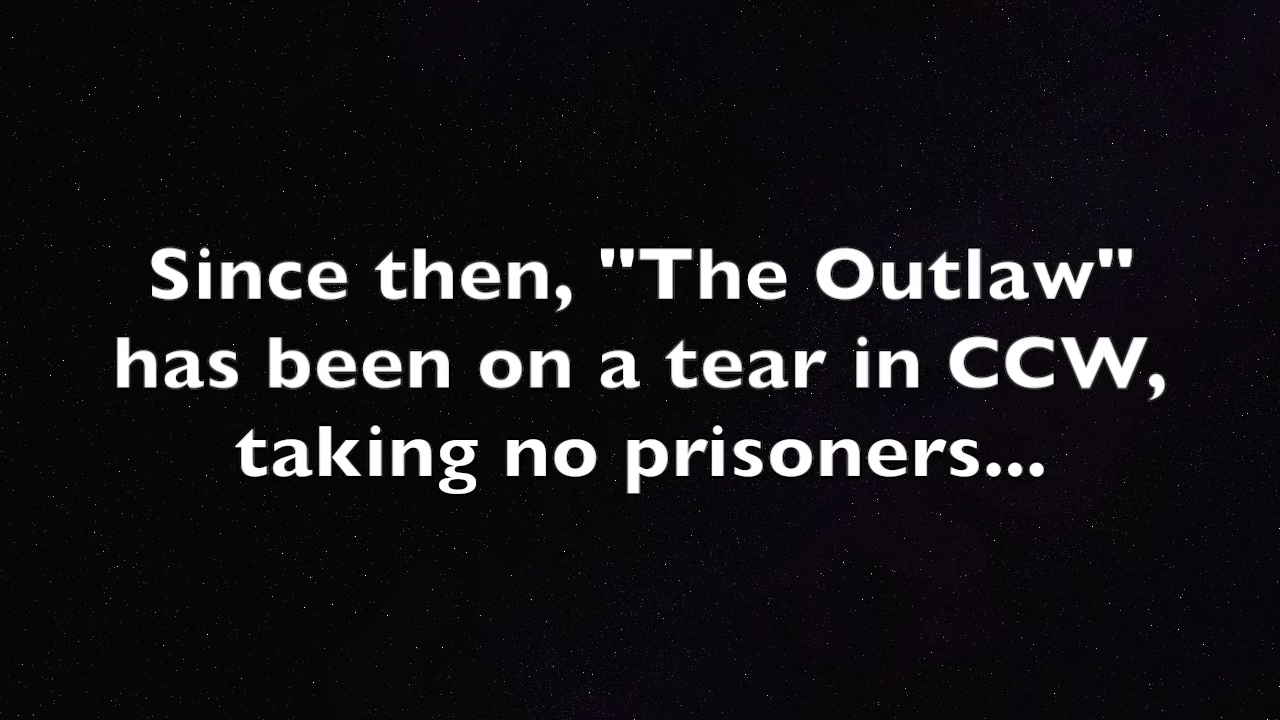 Since then, "The Outlaw"
has been on a tear in CCW,
taking no prisoners...